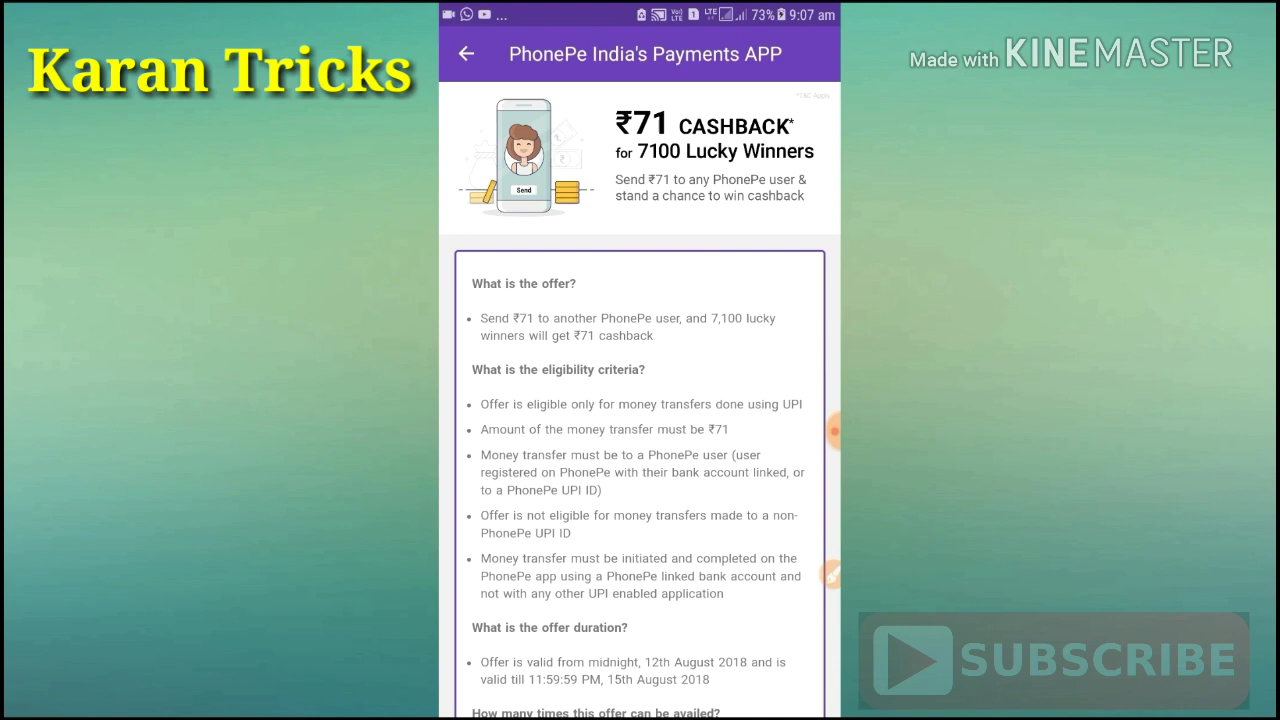 Karan Tricks
... LTE 73% 9:07 am
PhonePe India's Payments APP
Made with KINEMASTER
*T&C Apply
₹71 CASHBACK*
for 7100 Lucky Winners
Send ₹71 to any PhonePe user &
stand a chance to win cashback
Send
What is the offer?
• Send ₹71 to another PhonePe user, and 7,100 lucky
winners will get ₹71 cashback
What is the eligibility criteria?
• Offer is eligible only for money transfers done using UPI
• Amount of the money transfer must be ₹71
• Money transfer must be to a PhonePe user (user
registered on PhonePe with their bank account linked, or
to a PhonePe UPI ID)
• Offer is not eligible for money transfers made to a non-
PhonePe UPI ID
• Money transfer must be initiated and completed on the
PhonePe app using a PhonePe linked bank account and
not with any other UPI enabled application
What is the offer duration?
• Offer is valid from midnight, 12th August 2018 and is
valid till 11:59:59 PM, 15th August 2018
How many times this offer can be availed?
SUBSCRIBE